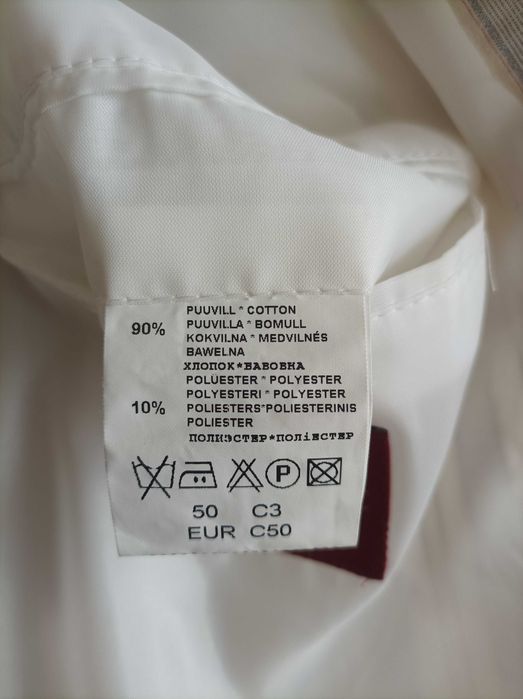 90%
PUUVILL * COTTON
PUUVILLA * BOMULL
KOKVILNA * MEDVILNĖS
BAWELNA
ХЛОПОК*БАВОВНА
10%
POLÜESTER * POLYESTER
POLYESTERI * POLYESTER
POLIESTERS*POLIESTERINIS
POLIESTER
ПОЛИЭСТЕР*ПОЛІЕСТЕР
P
50 C3
EUR C50